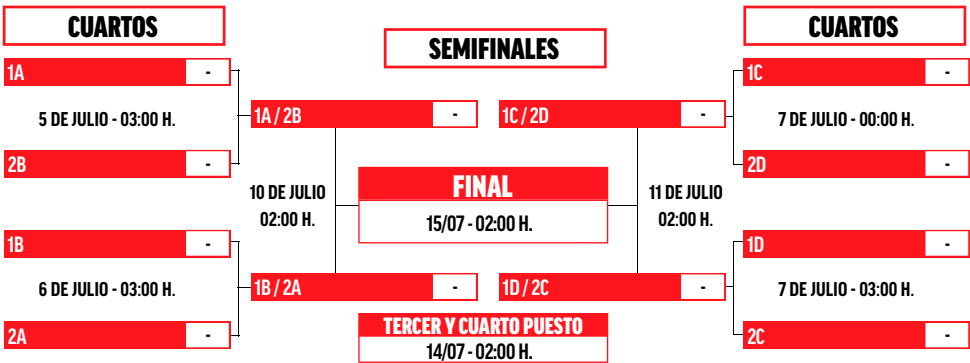 CUARTOS
1A -
5 DE JULIO - 03:00 H.
2B -
1B -
6 DE JULIO - 03:00 H.
2A -
SEMIFINALES
1A / 2B -
10 DE JULIO
02:00 H.
1B / 2A -
1C / 2D -
11 DE JULIO
02:00 H.
1D / 2C -
FINAL
15/07 - 02:00 H.
TERCER Y CUARTO PUESTO
14/07 - 02:00 H.
CUARTOS
1C -
7 DE JULIO - 00:00 H.
2D -
1D -
7 DE JULIO - 03:00 H.
2C -